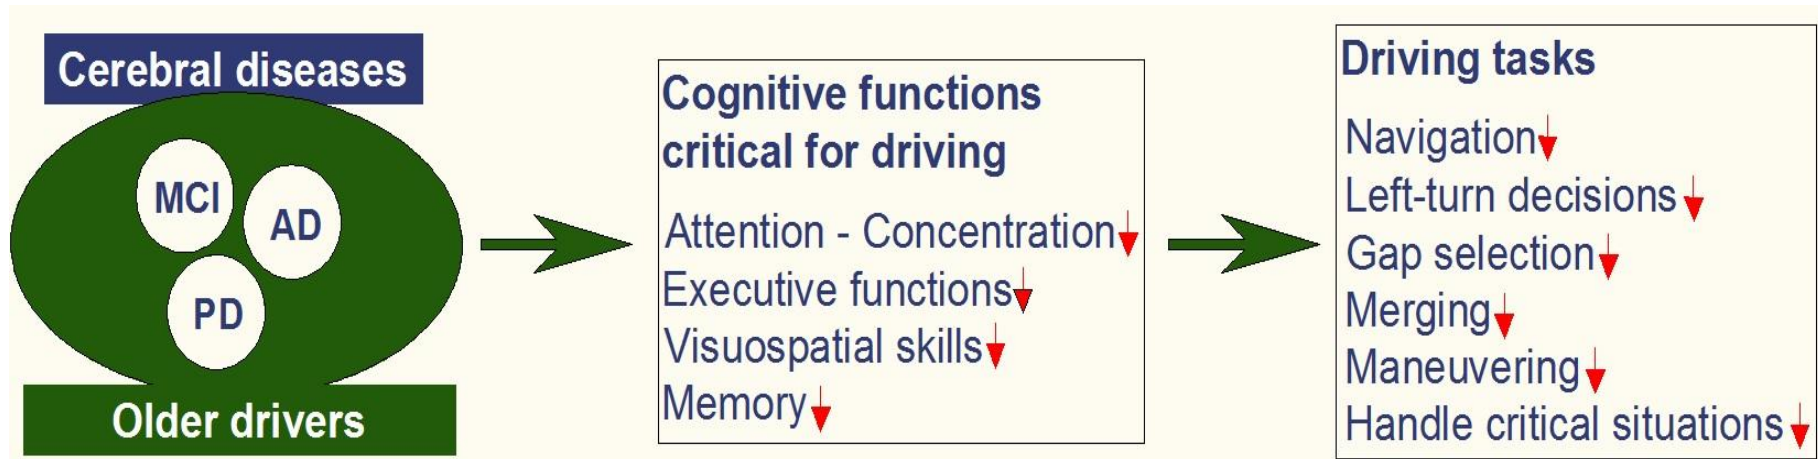 Cerebral diseases
MCI
AD
PD
Older drivers
Cognitive functions
critical for driving
Attention - Concentration
Executive functions
Visuospatial skills
Memory
Driving tasks
Navigation
Left-turn decisions
Gap selection
Merging
Maneuvering
Handle critical situations